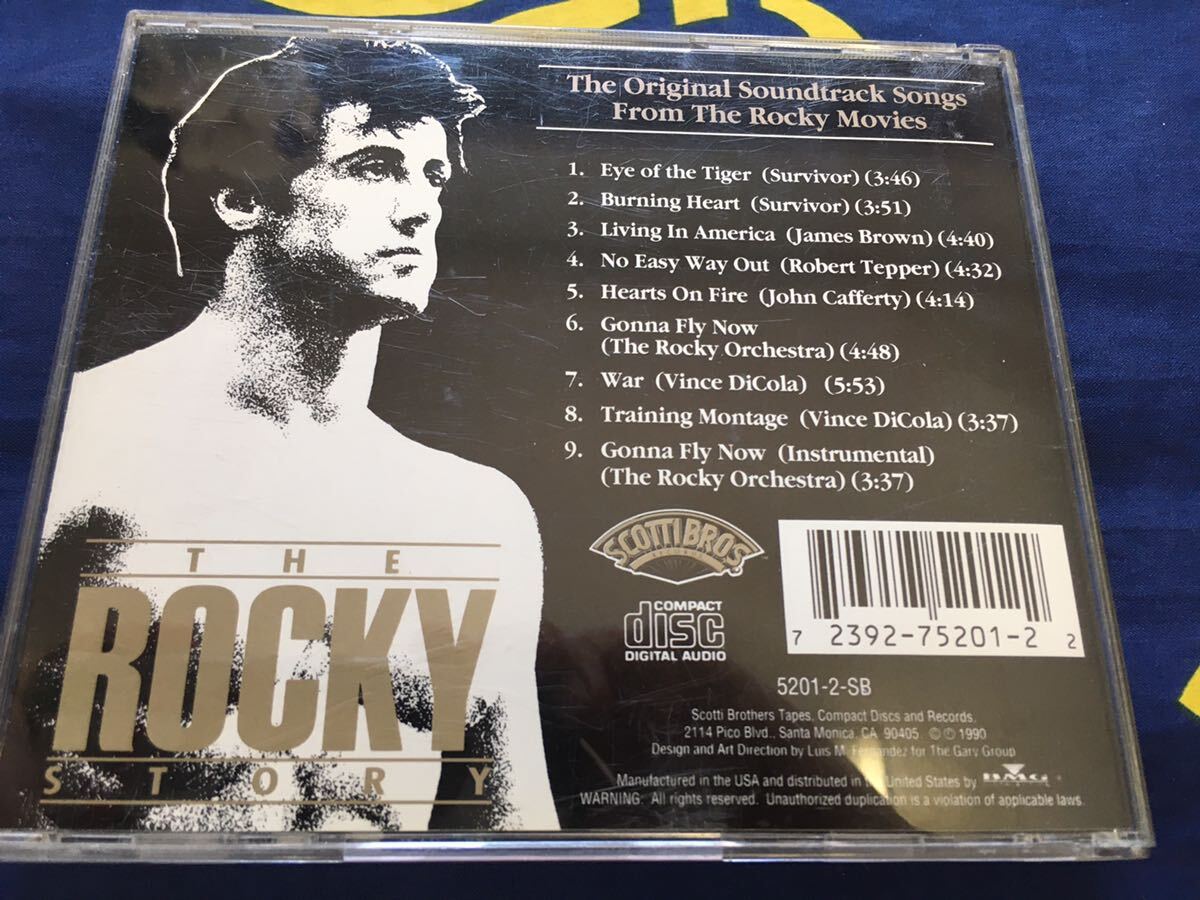 The Original Soundtrack Songs
From The Rocky Movies
1. Eye of the Tiger (Survivor) (3:46)
2. Burning Heart (Survivor) (3:51)
3. Living In America (James Brown) (4:40)
4. No Easy Way Out (Robert Tepper) (4:32)
5. Hearts On Fire (John Cafferty) (4:14)
6. Gonna Fly Now
(The Rocky Orchestra) (4:48)
7. War (Vince DiCola) (5:53)
8. Training Montage (Vince DiCola) (3:37)
9. Gonna Fly Now (Instrumental)
(The Rocky Orchestra) (3:37)
THE
ROCKY
STORY
SCOTTI BROS
COMPACT
disc
DIGITAL AUDIO
7 2392-75201-2 2
5201-2-SB
Scotti Brothers Tapes, Compact Discs and Records.
2114 Pico Blvd., Santa Monica, CA 90405. © ℗ 1990
Design and Art Direction by Luis M. Fernandez for The Gary Group
Manufactured in the USA and distributed in United States by BMG
WARNING: All rights reserved. Unauthorized duplication is a violation of applicable laws.